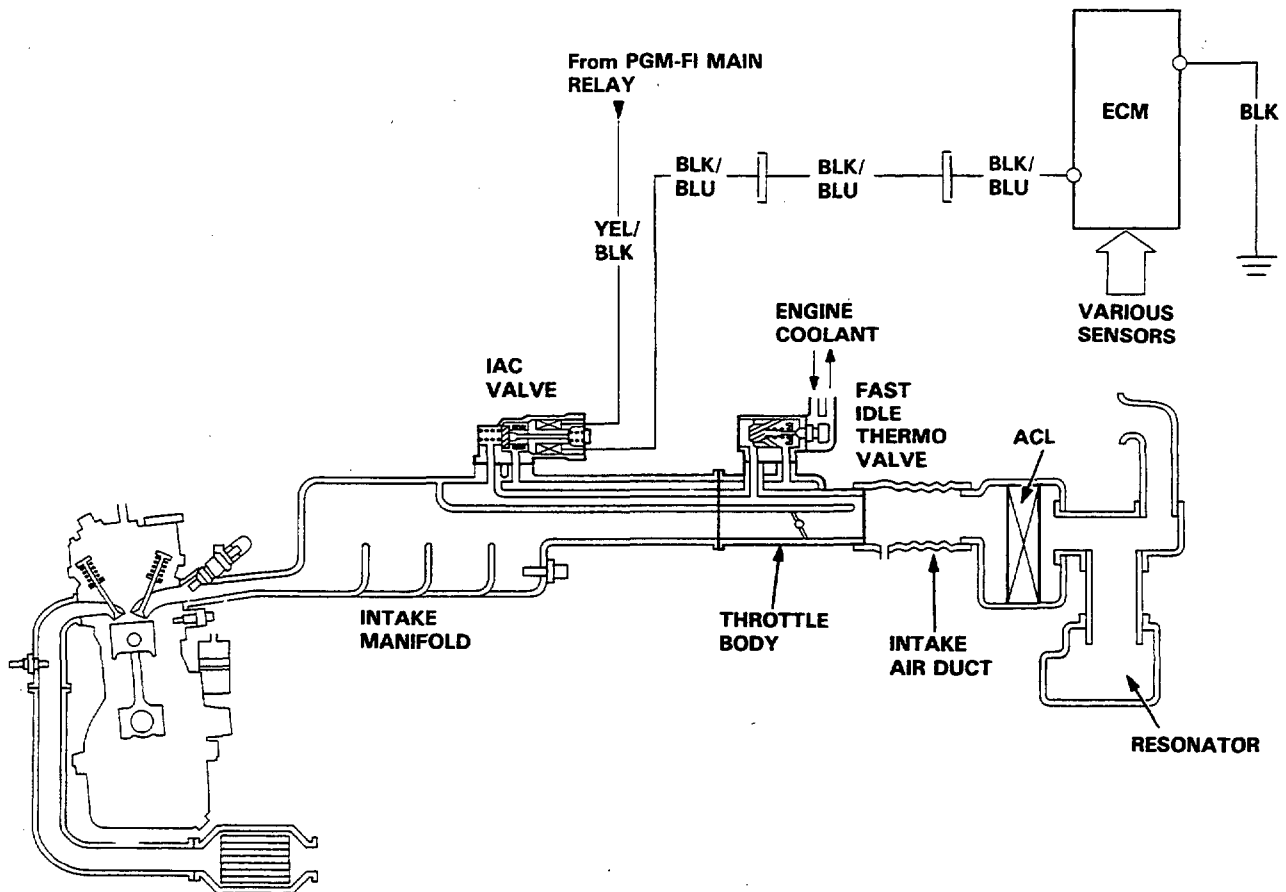 From PGM-FI MAIN
RELAY
ECM
BLK
BLK/
BLU
BLK/
BLU
BLK/
BLU
YEL/
BLK
VARIOUS
SENSORS
ENGINE
COOLANT
IAC
VALVE
FAST
IDLE
THERMO
VALVE
ACL
INTAKE
MANIFOLD
THROTTLE
BODY
INTAKE
AIR DUCT
RESONATOR